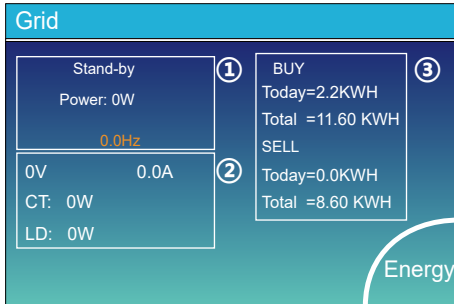 Grid
Stand-by
Power: 0W
0.0Hz
①
0V 0.0A
CT: 0W
LD: 0W
②
BUY
Today=2.2KWH
Total =11.60 KWH
SELL
Today=0.0KWH
Total =8.60 KWH
③
Energy